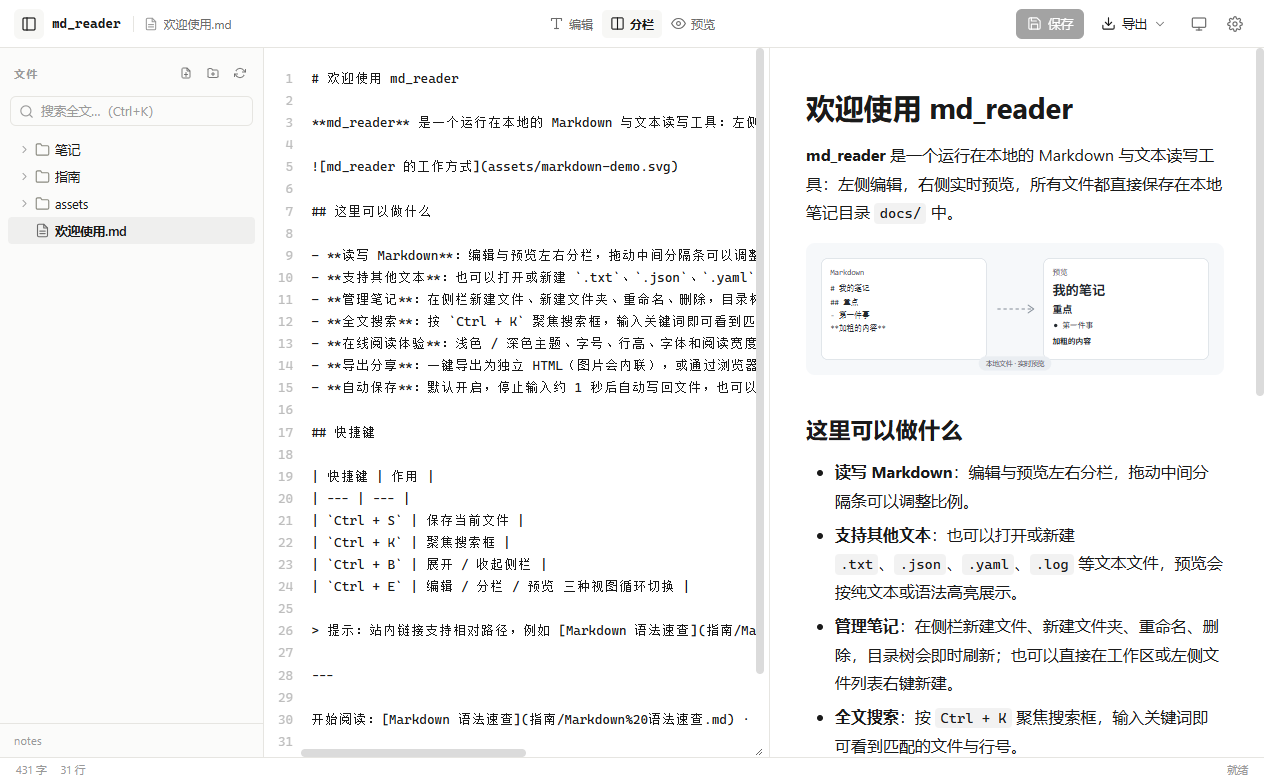 md_reader 欢迎使用.md 编辑 分栏 预览 保存 导出
文件
搜索全文... (Ctrl+K)
笔记
指南
assets
欢迎使用.md
notes
431 字 31 行
就绪
1 # 欢迎使用 md_reader
2
3 **md_reader** 是一个运行在本地的 Markdown 与文本读写工具：左侧
4
5 ![md_reader 的工作方式](assets/markdown-demo.svg)
6
7 ## 这里可以做什么
8
9 - **读写 Markdown**：编辑与预览左右分栏，拖动中间分隔条可以调整
10 - **支持其他文本**：也可以打开或新建 `.txt`、`.json`、`.yaml`
11 - **管理笔记**：在侧栏新建文件、新建文件夹、重命名、删除，目录树
12 - **全文搜索**：按 `Ctrl + K` 聚焦搜索框，输入关键词即可看到匹
13 - **在线阅读体验**：浅色 / 深色主题、字号、行高、字体和阅读宽度
14 - **导出分享**：一键导出为独立 HTML（图片会内联），或通过浏览器
15 - **自动保存**：默认开启，停止输入约 1 秒后自动写回文件，也可以
16
17 ## 快捷键
18
19 | 快捷键 | 作用 |
20 | --- | --- |
21 | `Ctrl + S` | 保存当前文件 |
22 | `Ctrl + K` | 聚焦搜索框 |
23 | `Ctrl + B` | 展开 / 收起侧栏 |
24 | `Ctrl + E` | 编辑 / 分栏 / 预览 三种视图循环切换 |
25
26 > 提示：站内链接支持相对路径，例如 [Markdown 语法速查](指南/Ma
27
28 ---
29
30 开始阅读：[Markdown 语法速查](指南/Markdown%20语法速查.md) ·
31
欢迎使用 md_reader
md_reader 是一个运行在本地的 Markdown 与文本读写工
具：左侧编辑，右侧实时预览，所有文件都直接保存在本地
笔记目录 docs/ 中。
Markdown
# 我的笔记
## 重点
- 第一件事
**加粗的内容**
预览
我的笔记
重点
• 第一件事
加粗的内容
本地文件 · 实时预览
这里可以做什么
• 读写 Markdown：编辑与预览左右分栏，拖动中间分
隔条可以调整比例。
• 支持其他文本：也可以打开或新建
.txt 、 .json 、 .yaml 、 .log 等文本文件，预览会
按纯文本或语法高亮展示。
• 管理笔记：在侧栏新建文件、新建文件夹、重命名、删
除，目录树会即时刷新；也可以直接在工作区或左侧文
件列表右键新建。
• 全文搜索：按 Ctrl + K 聚焦搜索框，输入关键词即
可看到匹配的文件与行号。